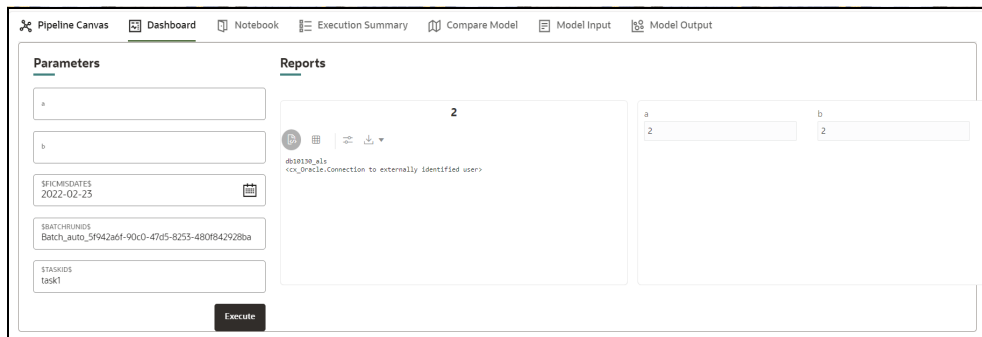 Pipeline Canvas Dashboard Notebook Execution Summary Compare Model Model Input Model Output
Parameters
a
b
$FICMISDATE$
2022-02-23
$BATCHRUNID$
Batch_auto_5f942a6f-90c0-47d5-8253-480f842928ba
$TASKID$
task1
Execute
Reports
2
db10130_als
<cx_Oracle.Connection to externally identified user>
a b
2 2